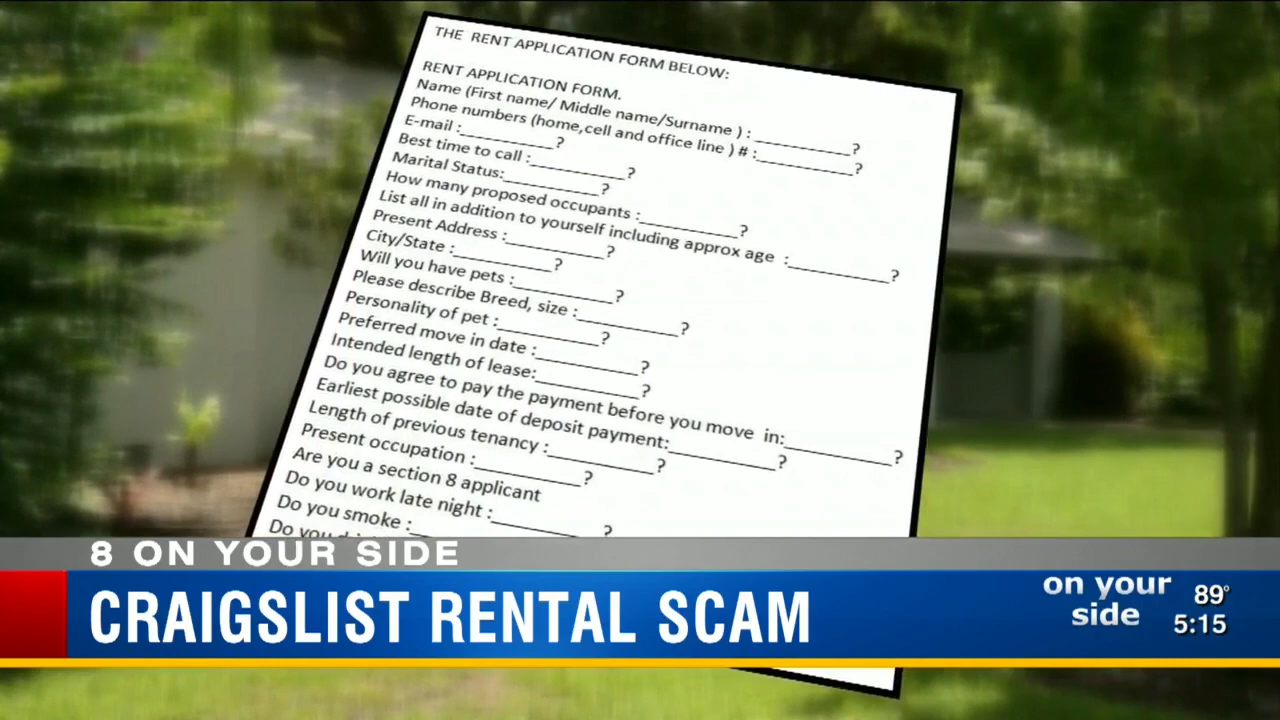 THE RENT APPLICATION FORM BELOW:
RENT APPLICATION FORM.
Name (First name/ Middle name/Surname ) :__________?
Phone numbers (home,cell and office line ) # :__________?
E-mail :__________?
Best time to call :__________?
Marital Status:__________?
How many proposed occupants :__________?
List all in addition to yourself including approx age :__________?
Present Address :__________?
City/State :__________?
Will you have pets :__________?
Please describe Breed, size :__________?
Personality of pet :__________?
Preferred move in date :__________?
Intended length of lease:__________?
Do you agree to pay the payment before you move in:__________?
Earliest possible date of deposit payment:__________?
Length of previous tenancy :__________?
Present occupation :__________?
Are you a section 8 applicant
Do you work late night :__________?
Do you smoke :
Do you
8 ON YOUR SIDE
CRAIGSLIST RENTAL SCAM
on your
side
89°
5:15